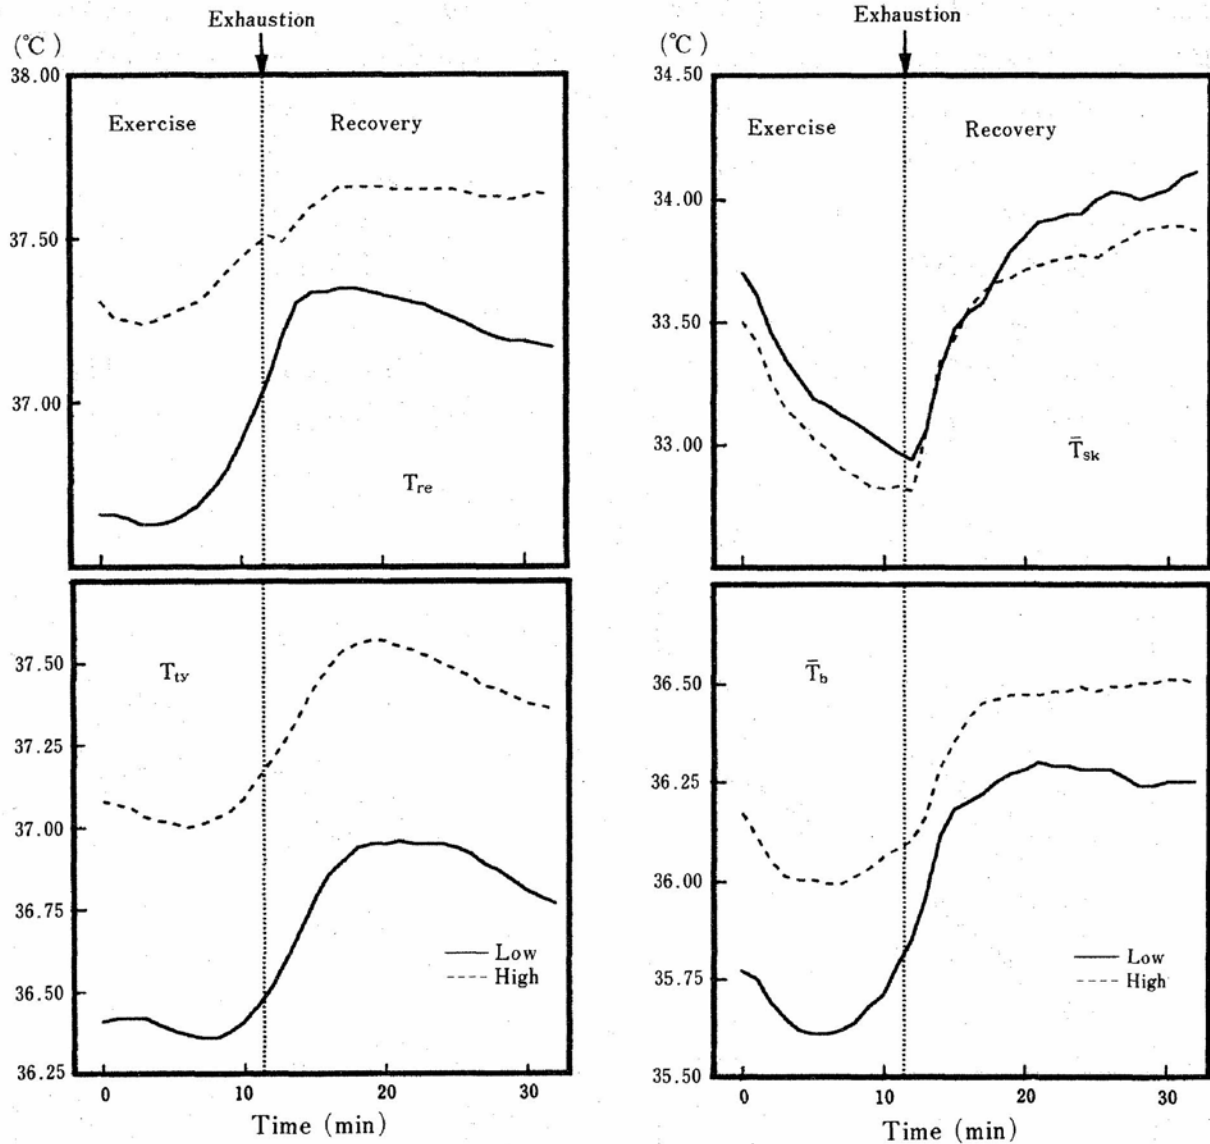 Exhaustion
(°C)
38.00
Exercise
Recovery
37.50
37.00
Tre
Exhaustion
(°C)
34.50
Exercise
Recovery
34.00
33.50
33.00
T̄sk
37.50
Tty
37.25
37.00
36.75
36.50
36.25
Low
High
0 10 20 30
Time (min)
36.50
T̄b
36.25
36.00
35.75
35.50
Low
High
0 10 20 30
Time (min)